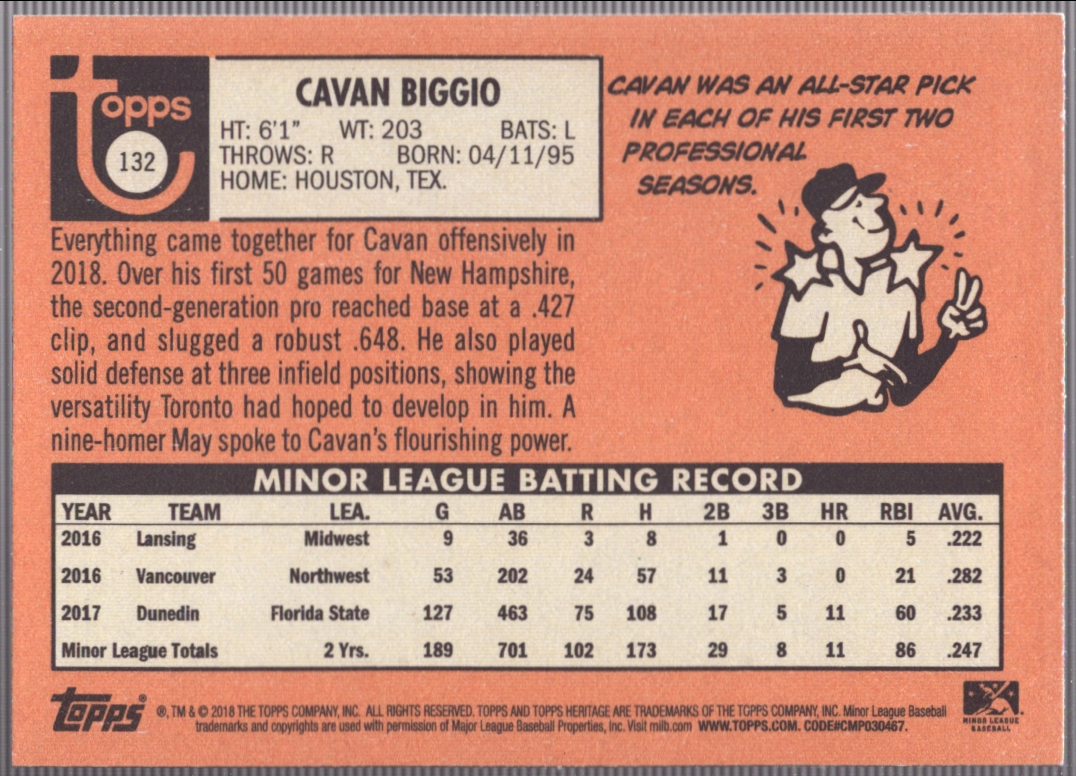 topps
132
CAVAN BIGGIO
HT: 6'1" WT: 203 BATS: L
THROWS: R BORN: 04/11/95
HOME: HOUSTON, TEX.
CAVAN WAS AN ALL-STAR PICK
IN EACH OF HIS FIRST TWO
PROFESSIONAL
SEASONS.
Everything came together for Cavan offensively in
2018. Over his first 50 games for New Hampshire,
the second-generation pro reached base at a .427
clip, and slugged a robust .648. He also played
solid defense at three infield positions, showing the
versatility Toronto had hoped to develop in him. A
nine-homer May spoke to Cavan's flourishing power.
MINOR LEAGUE BATTING RECORD
YEAR TEAM LEA. G AB R H 2B 3B HR RBI AVG.
2016 Lansing Midwest 9 36 3 8 1 0 0 5 .222
2016 Vancouver Northwest 53 202 24 57 11 3 0 21 .282
2017 Dunedin Florida State 127 463 75 108 17 5 11 60 .233
Minor League Totals 2 Yrs. 189 701 102 173 29 8 11 86 .247
Topps® ®, TM & © 2018 THE TOPPS COMPANY, INC. ALL RIGHTS RESERVED. TOPPS AND TOPPS HERITAGE ARE TRADEMARKS OF THE TOPPS COMPANY, INC. Minor League Baseball
trademarks and copyrights are used with permission of Major League Baseball Properties, Inc. Visit milb.com WWW.TOPPS.COM. CODE#CMP030467.
MINOR LEAGUE
BASEBALL